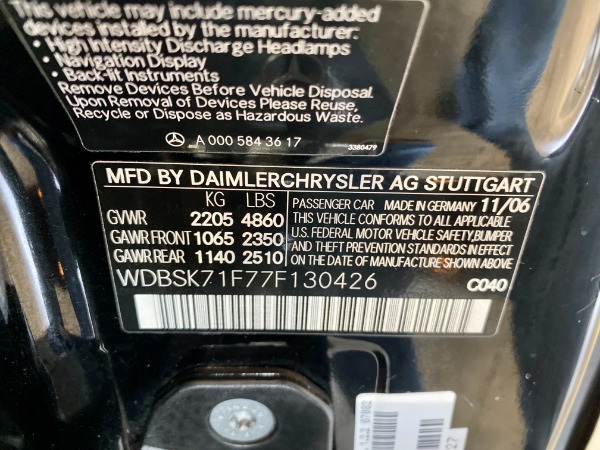 This vehicle may include mercury-added
devices installed by the manufacturer:
• High Intensity Discharge Headlamps
• Navigation Display
• Back-lit Instruments
Remove Devices Before Vehicle Disposal.
Upon Removal of Devices Please Reuse,
Recycle or Dispose as Hazardous Waste.
A 000 584 36 17
3380479
MFD BY DAIMLERCHRYSLER AG STUTTGART
KG LBS
GVWR 2205 4860
GAWR FRONT 1065 2350
GAWR REAR 1140 2510
PASSENGER CAR MADE IN GERMANY 11/06
THIS VEHICLE CONFORMS TO ALL APPLICABLE
U.S. FEDERAL MOTOR VEHICLE SAFETY,BUMPER
AND THEFT PREVENTION STANDARDS IN EFFECT
ON THE DATE OF MANUFACTURE SHOWN ABOVE.
WDBSK71F77F130426
C040